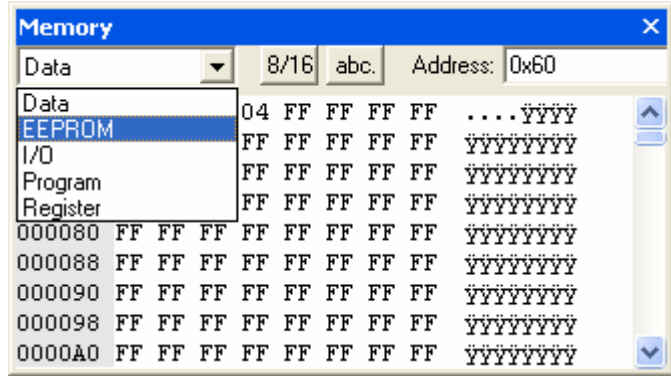 Memory
Data 8/16 abc. Address: 0x60
Data 04 FF FF FF FF ....ÿÿÿÿ
EEPROM FF FF FF FF FF ÿÿÿÿÿÿÿÿ
I/O FF FF FF FF FF ÿÿÿÿÿÿÿÿ
Program FF FF FF FF FF ÿÿÿÿÿÿÿÿ
Register
000080 FF FF FF FF FF FF FF FF ÿÿÿÿÿÿÿÿ
000088 FF FF FF FF FF FF FF FF ÿÿÿÿÿÿÿÿ
000090 FF FF FF FF FF FF FF FF ÿÿÿÿÿÿÿÿ
000098 FF FF FF FF FF FF FF FF ÿÿÿÿÿÿÿÿ
0000A0 FF FF FF FF FF FF FF FF ÿÿÿÿÿÿÿÿ